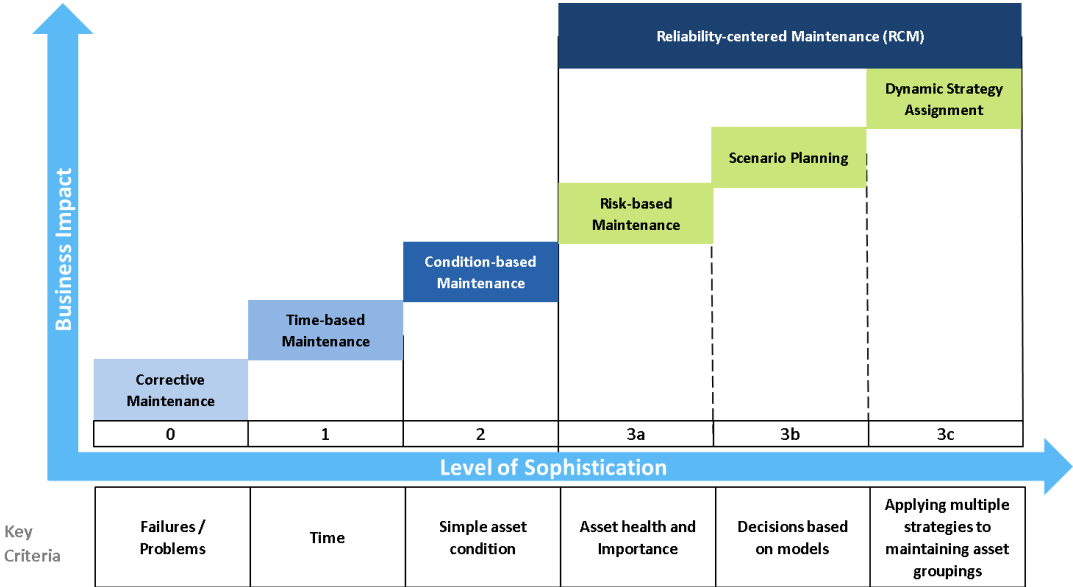 Reliability-centered Maintenance (RCM)
Dynamic Strategy
Assignment
Scenario Planning
Risk-based
Maintenance
Condition-based
Maintenance
Time-based
Maintenance
Corrective
Maintenance
Business Impact
0
1
2
3a
3b
3c
Level of Sophistication
Key
Criteria
Failures /
Problems
Time
Simple asset
condition
Asset health and
Importance
Decisions based
on models
Applying multiple
strategies to
maintaining asset
groupings